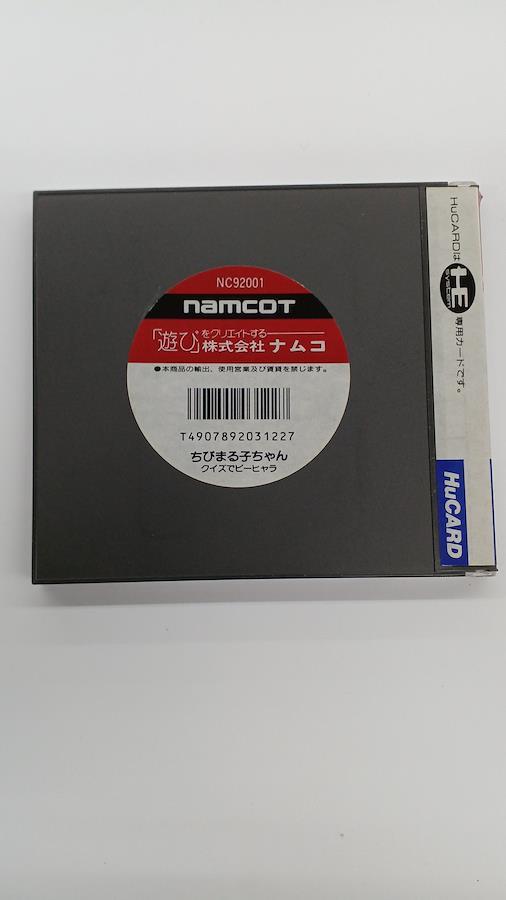 NC92001
namcot
「遊び」をクリエイトする
株式会社ナムコ
●本商品の輸出、使用営業及び賃貸を禁じます。
T4907892031227
ちびまる子ちゃん
クイズでピーヒャラ
HuCARDは HE SYSTEM 専用カードです。
HuCARD